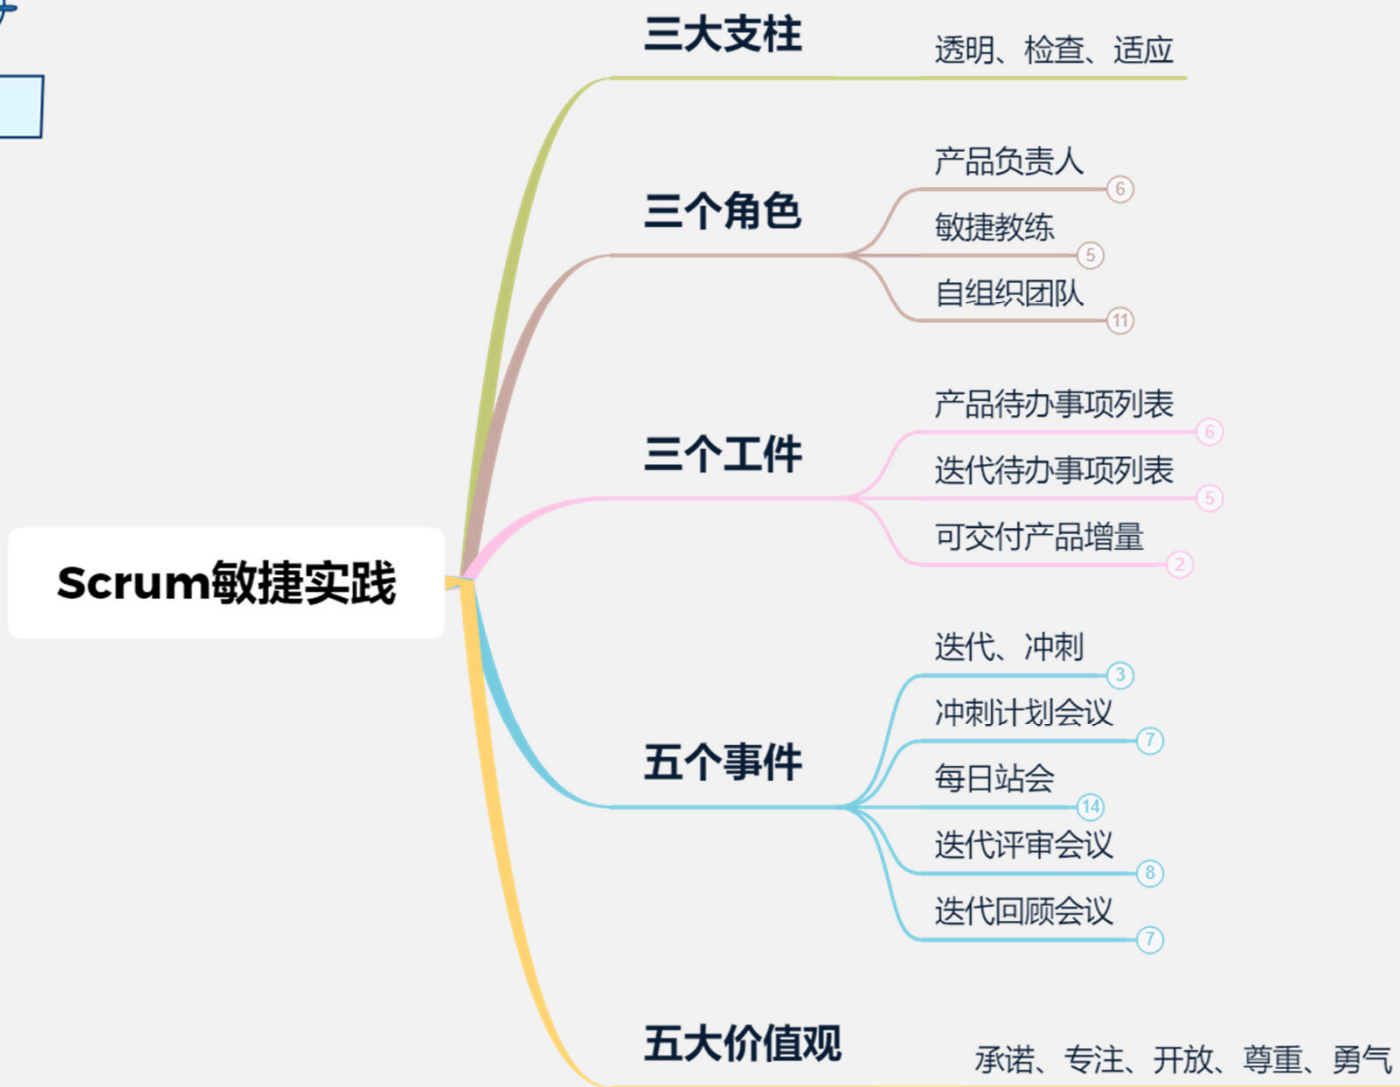 三大支柱
透明、检查、适应
三个角色
产品负责人
6
敏捷教练
5
自组织团队
11
三个工件
产品待办事项列表
6
迭代待办事项列表
5
可交付产品增量
2
Scrum敏捷实践
五个事件
迭代、冲刺
3
冲刺计划会议
7
每日站会
14
迭代评审会议
8
迭代回顾会议
7
五大价值观
承诺、专注、开放、尊重、勇气